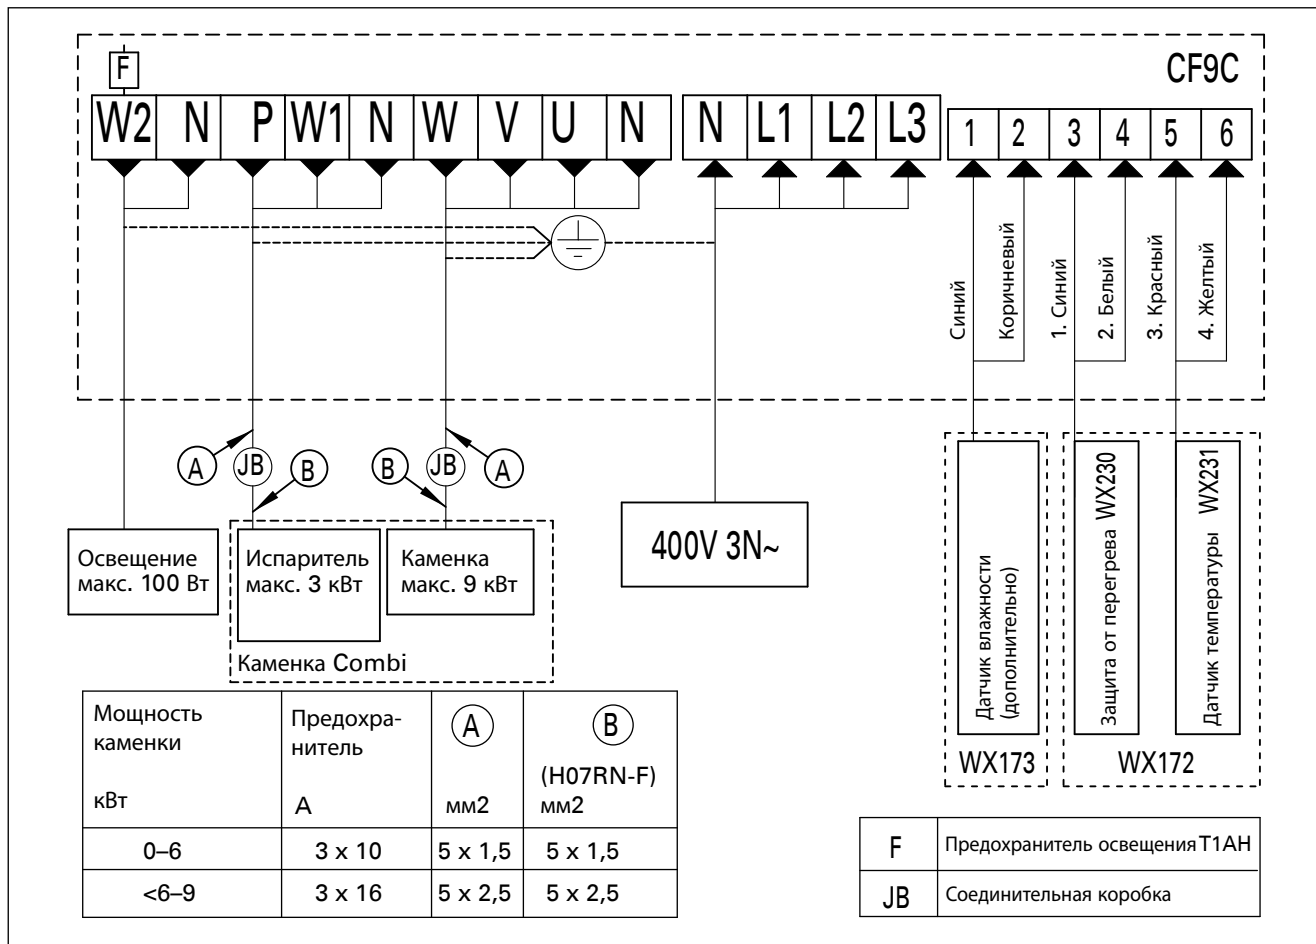 CF9C
F
W2 N P W1 N W V U N
N L1 L2 L3
1 2 3 4 5 6
Синий
Коричневый
1. Синий
2. Белый
3. Красный
4. Желтый
A JB B
B JB A
Освещение
макс. 100 Вт
Испаритель
макс. 3 кВт
Каменка
макс. 9 кВт
Каменка Combi
400V 3N~
Датчик влажности
(дополнительно)
WX173
Защита от перегрева WX230
Датчик температуры WX231
WX172
Мощность
каменки
кВт
Предохра-
нитель
А
A
мм2
B
(H07RN-F)
мм2
0–6 3 x 10 5 x 1,5 5 x 1,5
<6–9 3 x 16 5 x 2,5 5 x 2,5
F Предохранитель освещения T1AH
JB Соединительная коробка